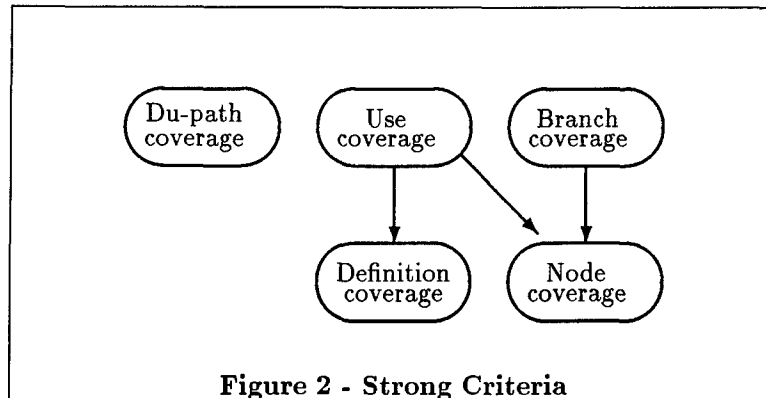 Du-path
coverage
Use
coverage
Branch
coverage
Definition
coverage
Node
coverage
Figure 2 - Strong Criteria